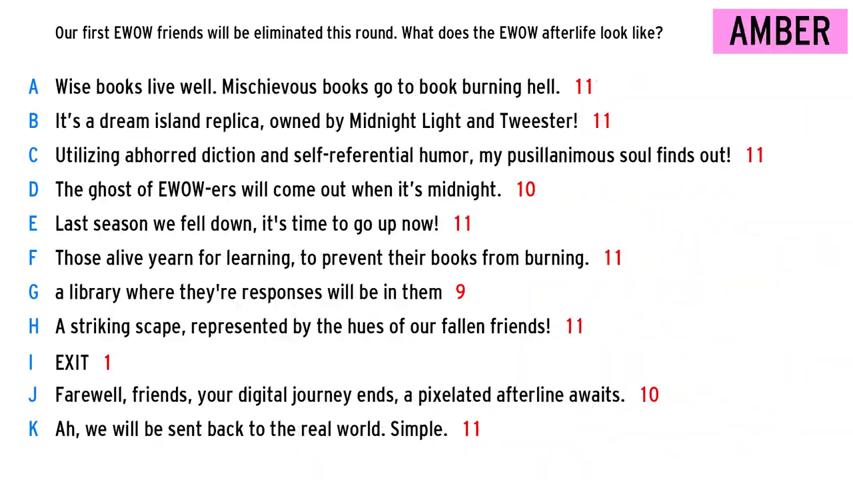 Our first EWOW friends will be eliminated this round. What does the EWOW afterlife look like?
AMBER
A Wise books live well. Mischievous books go to book burning hell. 11
B It's a dream island replica, owned by Midnight Light and Tweester! 11
C Utilizing abhorred diction and self-referential humor, my pusillanimous soul finds out! 11
D The ghost of EWOW-ers will come out when it's midnight. 10
E Last season we fell down, it's time to go up now! 11
F Those alive yearn for learning, to prevent their books from burning. 11
G a library where they're responses will be in them 9
H A striking scape, represented by the hues of our fallen friends! 11
I EXIT 1
J Farewell, friends, your digital journey ends, a pixelated afterline awaits. 10
K Ah, we will be sent back to the real world. Simple. 11